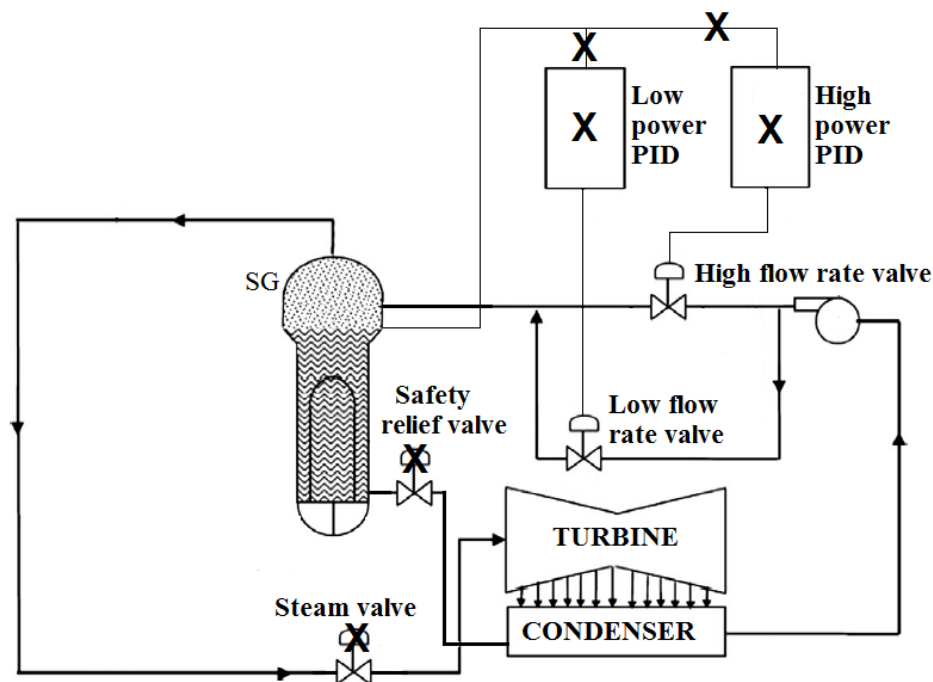 X
X
Low
power
PID
High
power
PID
X
X
SG
High flow rate valve
Safety
relief valve
X
Low flow
rate valve
TURBINE
Steam valve
X
CONDENSER